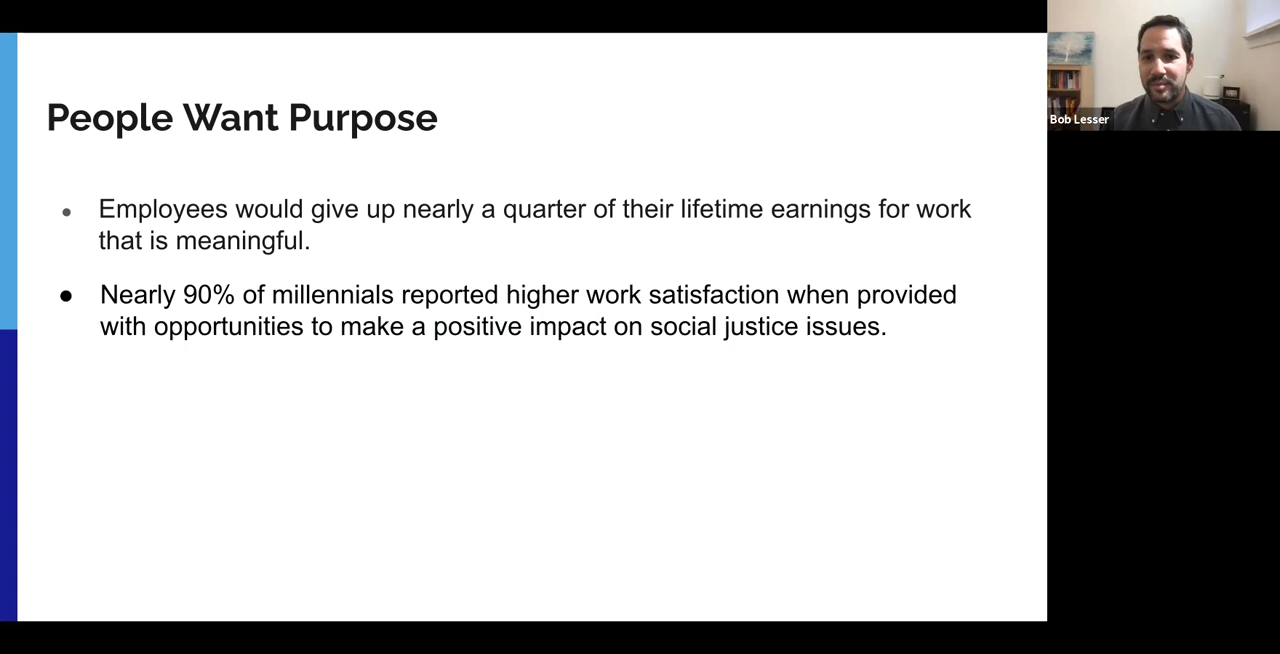 People Want Purpose
Bob Lesser
● Employees would give up nearly a quarter of their lifetime earnings for work
that is meaningful.
● Nearly 90% of millennials reported higher work satisfaction when provided
with opportunities to make a positive impact on social justice issues.